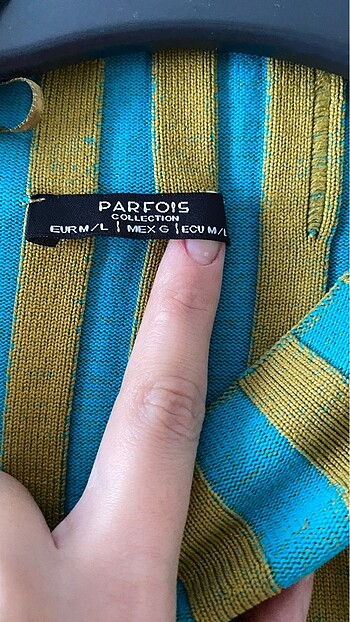 PARFOIS
COLLECTION
EUR M/L | MEX G | ECU M/L